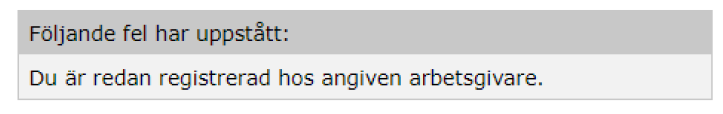 Följande fel har uppstått:
Du är redan registrerad hos angiven arbetsgivare.